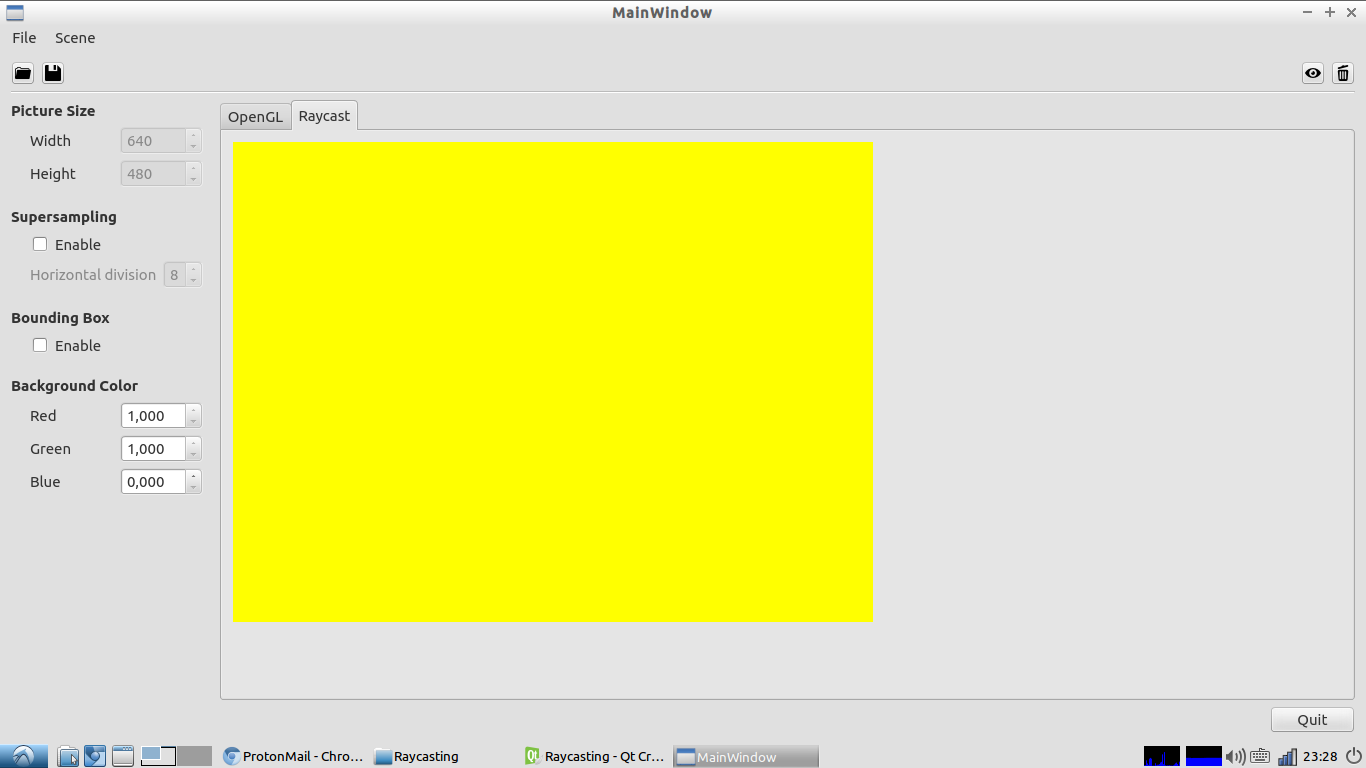 MainWindow
File Scene
OpenGL Raycast
Picture Size
Width 640
Height 480
Supersampling
Enable
Horizontal division 8
Bounding Box
Enable
Background Color
Red 1,000
Green 1,000
Blue 0,000
Quit
ProtonMail - Chro... Raycasting Raycasting - Qt Cr... MainWindow 23:28